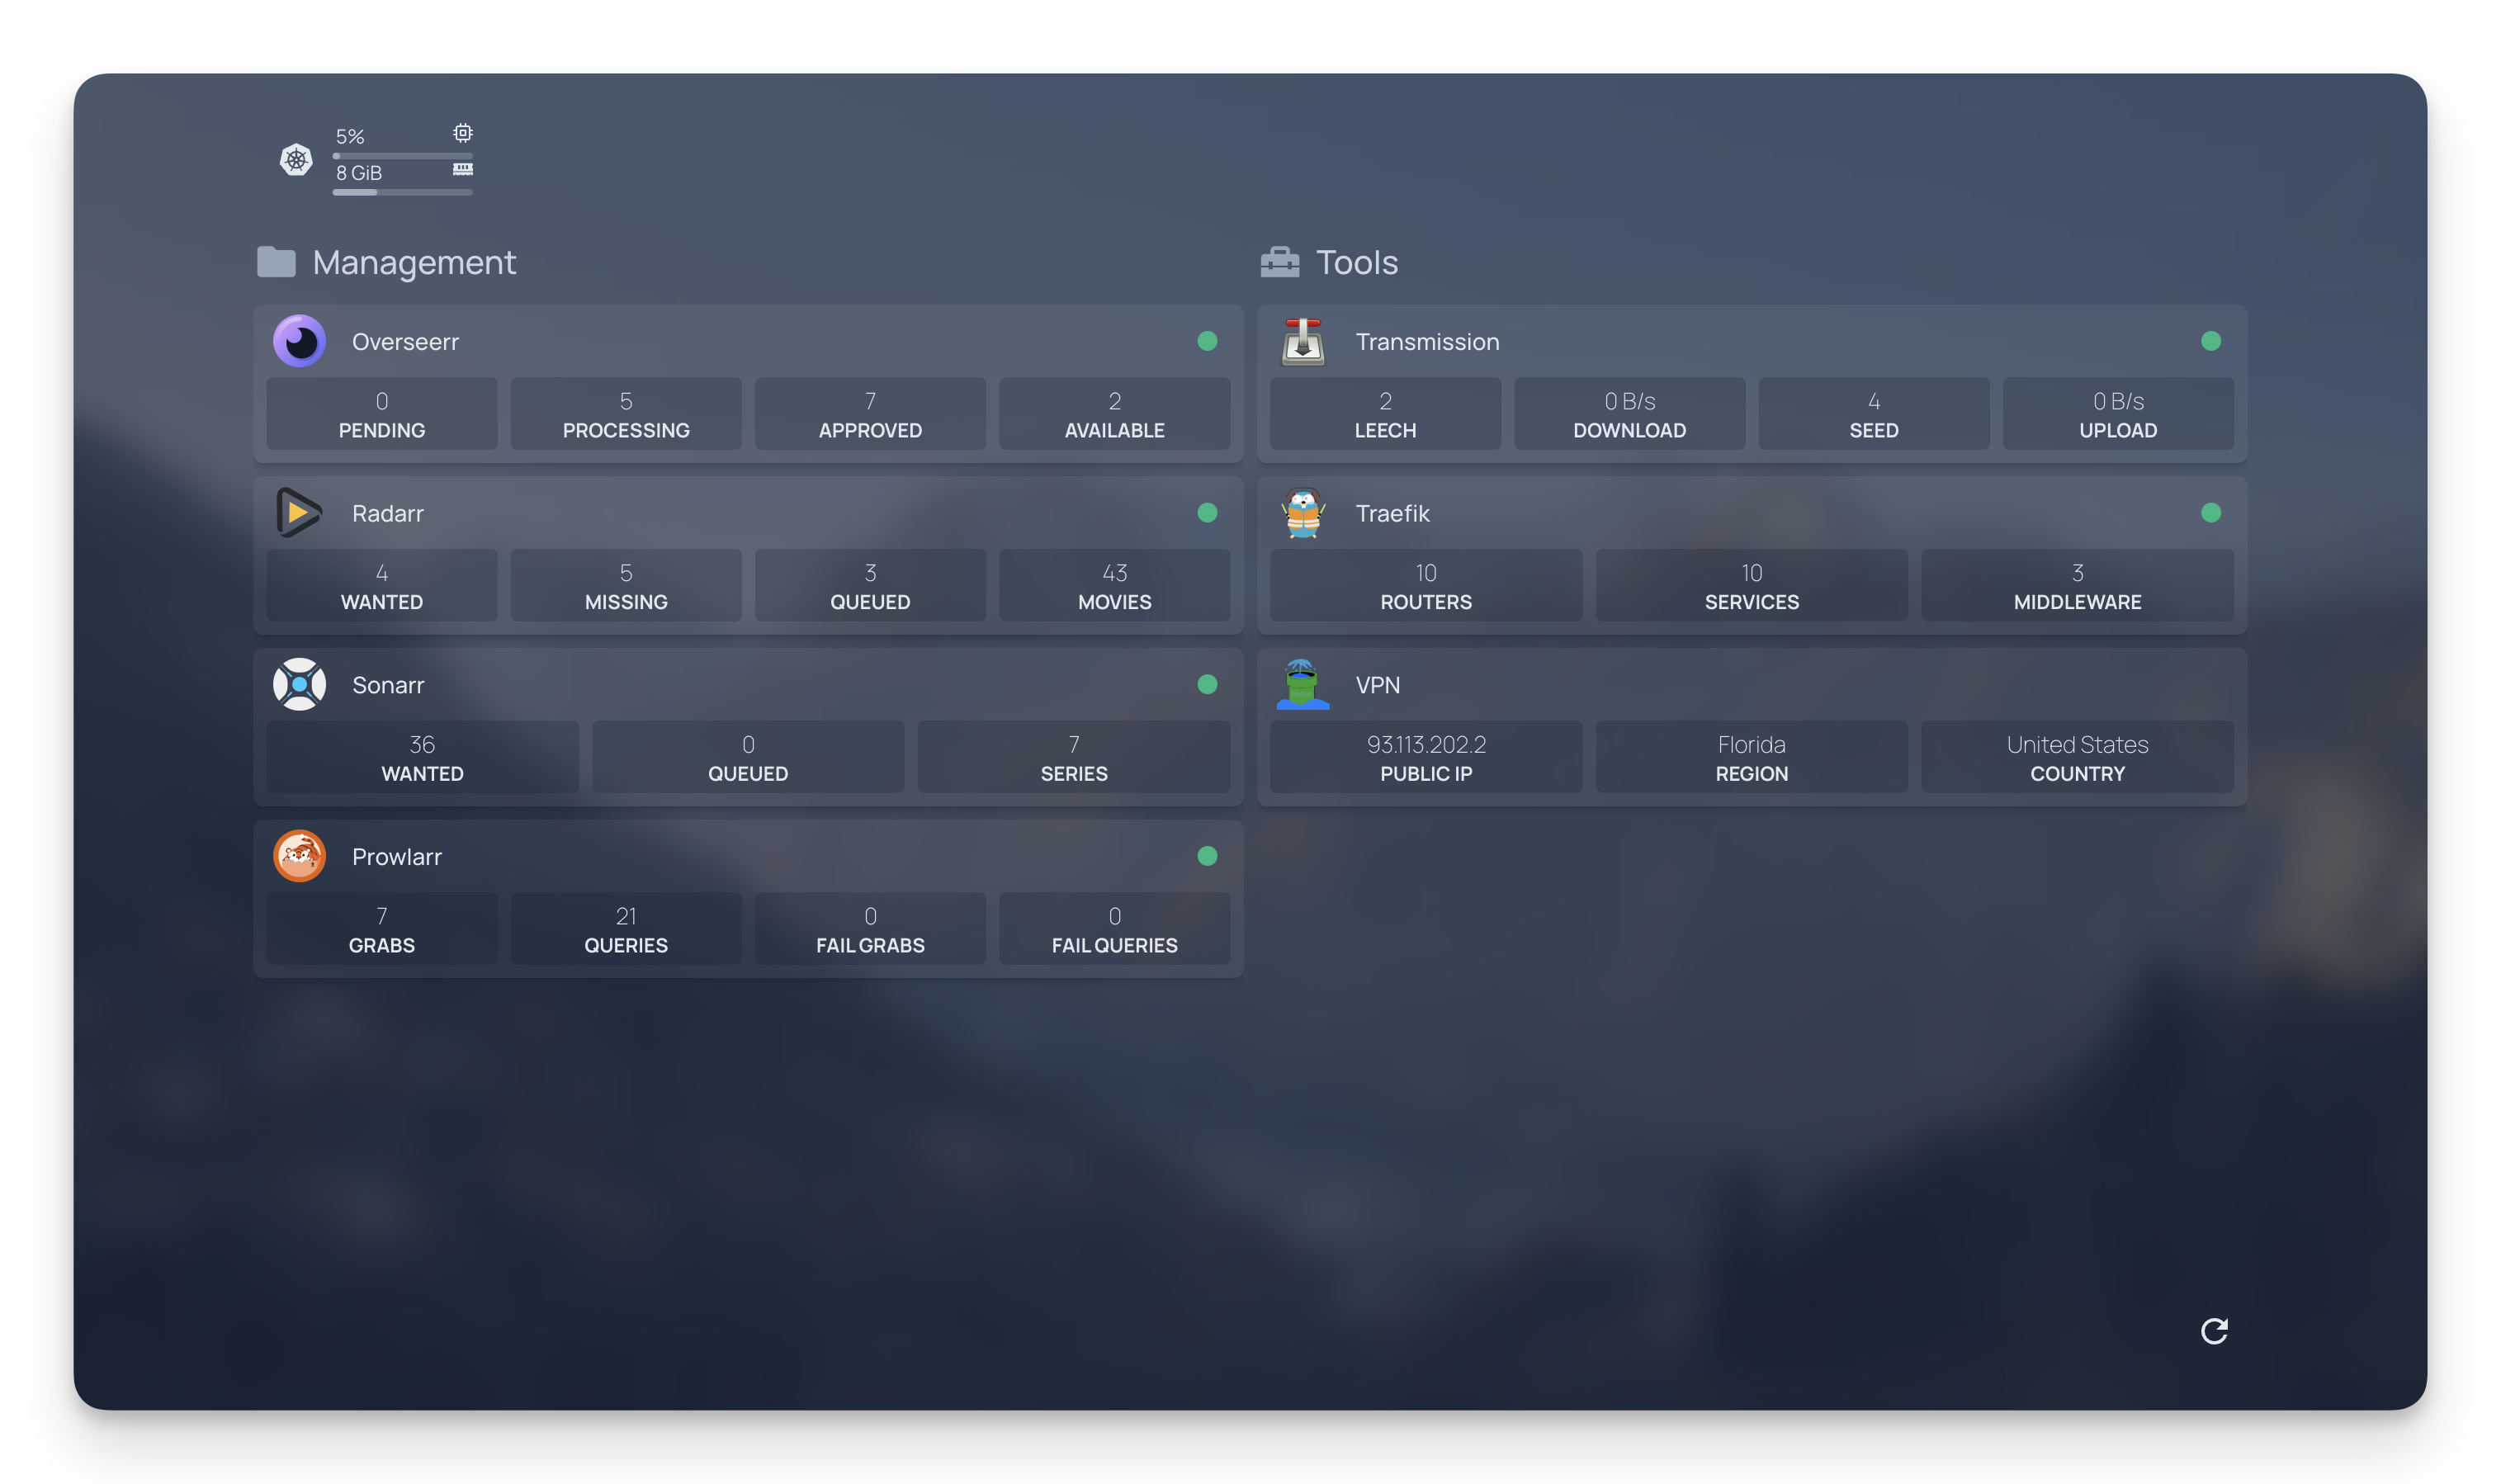 5%
8 GiB
Management
Overseerr
0 5 7 2
PENDING PROCESSING APPROVED AVAILABLE
Radarr
4 5 3 43
WANTED MISSING QUEUED MOVIES
Sonarr
36 0 7
WANTED QUEUED SERIES
Prowlarr
7 21 0 0
GRABS QUERIES FAIL GRABS FAIL QUERIES
Tools
Transmission
2 0 B/s 4 0 B/s
LEECH DOWNLOAD SEED UPLOAD
Traefik
10 10 3
ROUTERS SERVICES MIDDLEWARE
VPN
93.113.202.2 Florida United States
PUBLIC IP REGION COUNTRY